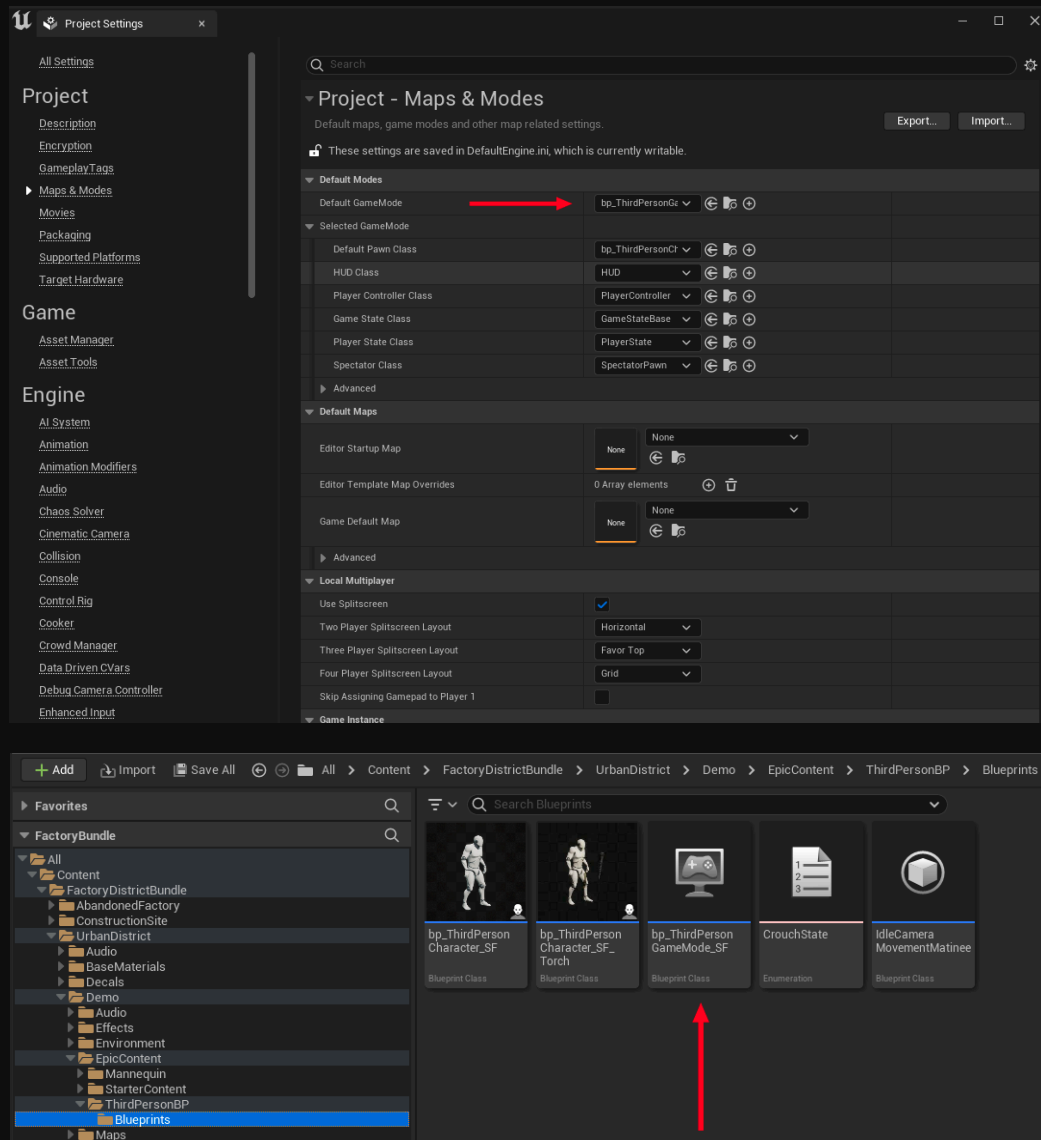 Project Settings
All Settings
Project
Description
Encryption
GameplayTags
Maps & Modes
Movies
Packaging
Supported Platforms
Target Hardware
Game
Asset Manager
Asset Tools
Engine
AI System
Animation
Animation Modifiers
Audio
Chaos Solver
Cinematic Camera
Collision
Console
Control Rig
Cooker
Crowd Manager
Data Driven CVars
Debug Camera Controller
Enhanced Input
Search
Project - Maps & Modes
Default maps, game modes and other map related settings.
Export...
Import...
These settings are saved in DefaultEngine.ini, which is currently writable.
Default Modes
Default GameMode
bp_ThirdPersonGa
Selected GameMode
Default Pawn Class
bp_ThirdPersonCh
HUD Class
HUD
Player Controller Class
PlayerController
Game State Class
GameStateBase
Player State Class
PlayerState
Spectator Class
SpectatorPawn
Advanced
Default Maps
Editor Startup Map
None
None
Editor Template Map Overrides
0 Array elements
Game Default Map
None
None
Advanced
Local Multiplayer
Use Splitscreen
Two Player Splitscreen Layout
Horizontal
Three Player Splitscreen Layout
Favor Top
Four Player Splitscreen Layout
Grid
Skip Assigning Gamepad to Player 1
Game Instance
Add
Import
Save All
All > Content > FactoryDistrictBundle > UrbanDistrict > Demo > EpicContent > ThirdPersonBP > Blueprints
Favorites
FactoryBundle
All
Content
FactoryDistrictBundle
AbandonedFactory
ConstructionSite
UrbanDistrict
Audio
BaseMaterials
Decals
Demo
Audio
Effects
Environment
EpicContent
Mannequin
StarterContent
ThirdPersonBP
Blueprints
Maps
Search Blueprints
bp_ThirdPerson
Character_SF
Blueprint Class
bp_ThirdPerson
Character_SF_
Torch
Blueprint Class
bp_ThirdPerson
GameMode_SF
Blueprint Class
CrouchState
Enumeration
IdleCamera
MovementMatinee
Blueprint Class